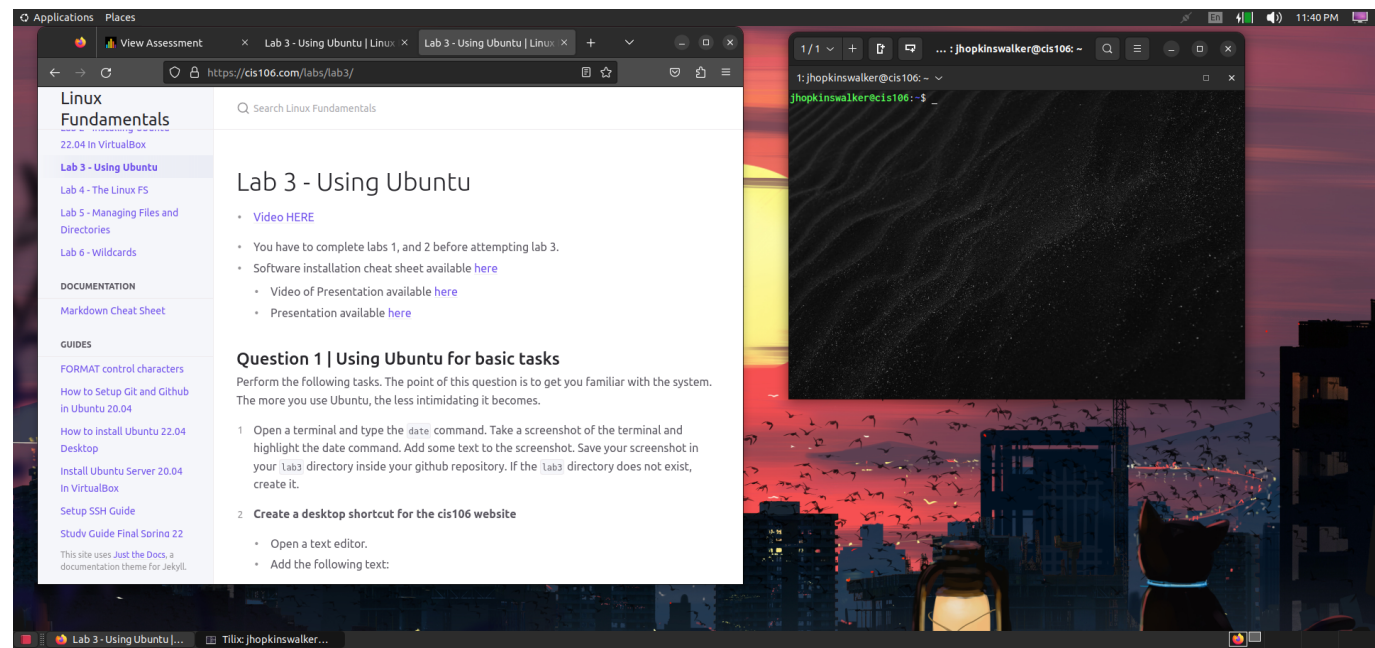 Applications Places
En
11:40 PM
View Assessment
Lab 3 - Using Ubuntu | Linux
Lab 3 - Using Ubuntu | Linux
https://cis106.com/labs/lab3/
Linux
Fundamentals
Search Linux Fundamentals
22.04 In VirtualBox
Lab 3 - Using Ubuntu
Lab 4 - The Linux FS
Lab 5 - Managing Files and
Directories
Lab 6 - Wildcards
DOCUMENTATION
Markdown Cheat Sheet
GUIDES
FORMAT control characters
How to Setup Git and Github
in Ubuntu 20.04
How to install Ubuntu 22.04
Desktop
Install Ubuntu Server 20.04
In VirtualBox
Setup SSH Guide
Study Guide Final Spring 22
This site uses Just the Docs, a
documentation theme for Jekyll.
Lab 3 - Using Ubuntu
• Video HERE
• You have to complete labs 1, and 2 before attempting lab 3.
• Software installation cheat sheet available here
• Video of Presentation available here
• Presentation available here
Question 1 | Using Ubuntu for basic tasks
Perform the following tasks. The point of this question is to get you familiar with the system.
The more you use Ubuntu, the less intimidating it becomes.
1 Open a terminal and type the date command. Take a screenshot of the terminal and
highlight the date command. Add some text to the screenshot. Save your screenshot in
your lab3 directory inside your github repository. If the lab3 directory does not exist,
create it.
2 Create a desktop shortcut for the cis106 website
• Open a text editor.
• Add the following text:
1 / 1
... : jhopkinswalker@cis106: ~
1: jhopkinswalker@cis106: ~
jhopkinswalker@cis106:~$ _
Lab 3 - Using Ubuntu |...
Tilix: jhopkinswalker...